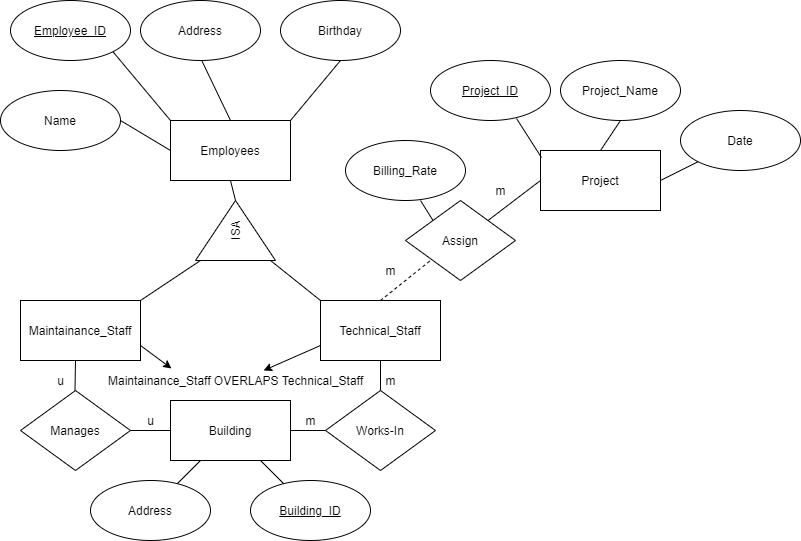 Employee_ID
Address
Birthday
Name
Employees
Project_ID
Project_Name
Date
Billing_Rate
m
Project
ISA
Assign
m
Maintainance_Staff
Technical_Staff
u
Maintainance_Staff OVERLAPS Technical_Staff
m
Manages
u
Building
m
Works-In
Address
Building_ID